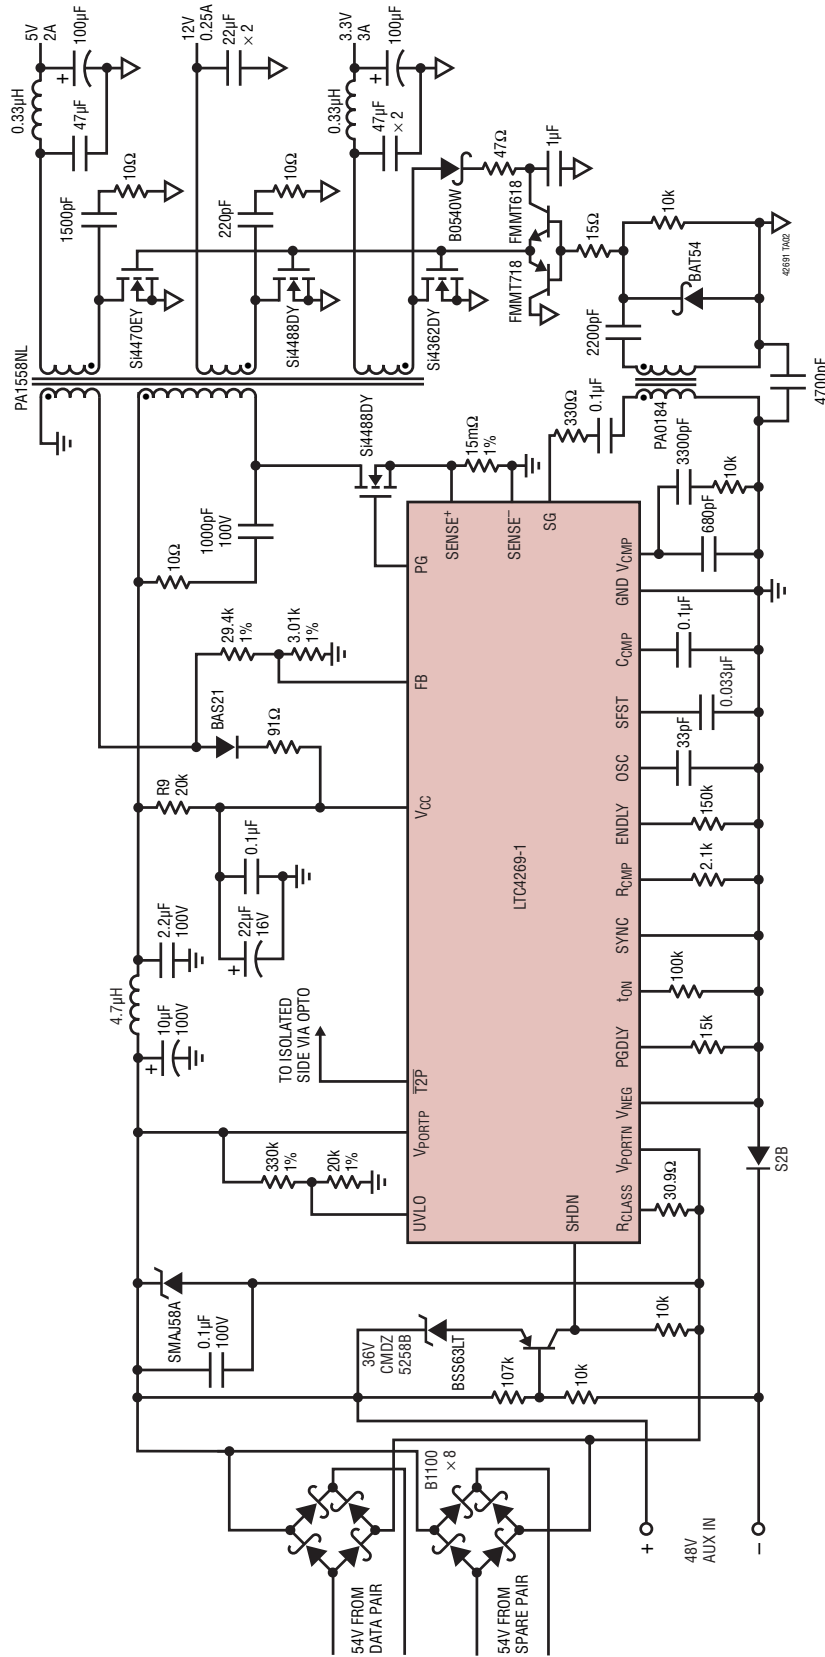 54V FROM
DATA PAIR
54V FROM
SPARE PAIR
B1100
×8
48V
AUX IN
+
−
SMAJ58A
0.1µF
100V
36V
CMDZ
5258B
BSS63LT
107k
10k
10k
S2B
30.9Ω
330k
1%
20k
1%
TO ISOLATED
SIDE VIA OPTO
+
10µF
100V
4.7µH
2.2µF
100V
+
22µF
16V
0.1µF
R9
20k
BAS21
91Ω
29.4k
1%
3.01k
1%
10Ω
1000pF
100V
LTC4269-1
UVLO
VPORTP
T2P
VCC
FB
PG
SHDN
SENSE+
SENSE−
SG
RCLASS
VPORTN
VNEG
PGDLY
tON
SYNC
RCMP
ENDLY
OSC
SFST
CCMP
GND
VCMP
15k
100k
2.1k
150k
33pF
0.033µF
0.1µF
680pF
3300pF
10k
Si4488DY
15mΩ
1%
330Ω
0.1µF
PA0184
4700pF
2200pF
BAT54
10k
15Ω
FMMT718
FMMT618
1µF
47Ω
B0540W
PA1558NL
Si4470EY
Si4488DY
Si4362DY
1500pF
10Ω
220pF
10Ω
0.33µH
47µF
+
100µF
5V
2A
12V
0.25A
22µF
× 2
0.33µH
47µF
× 2
+
100µF
3.3V
3A
42691 TA02